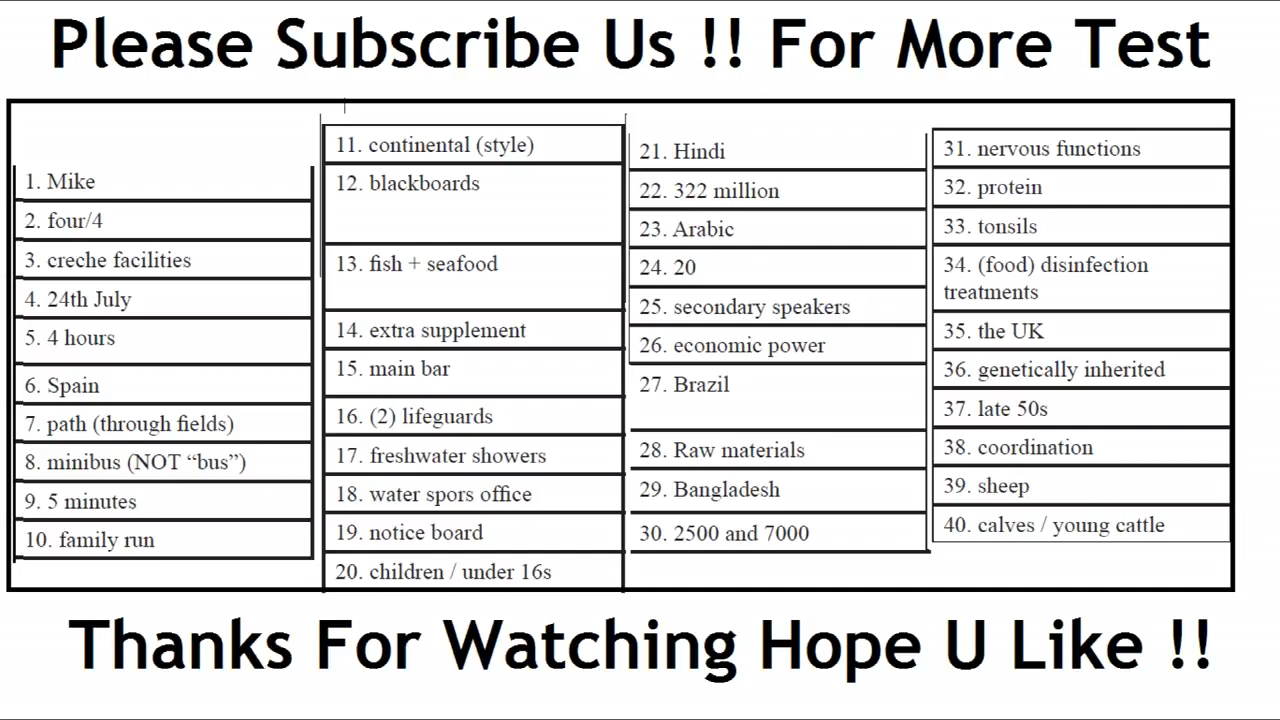 Please Subscribe Us !! For More Test
1. Mike
2. four/4
3. creche facilities
4. 24th July
5. 4 hours
6. Spain
7. path (through fields)
8. minibus (NOT “bus”)
9. 5 minutes
10. family run
11. continental (style)
12. blackboards
13. fish + seafood
14. extra supplement
15. main bar
16. (2) lifeguards
17. freshwater showers
18. water spors office
19. notice board
20. children / under 16s
21. Hindi
22. 322 million
23. Arabic
24. 20
25. secondary speakers
26. economic power
27. Brazil
28. Raw materials
29. Bangladesh
30. 2500 and 7000
31. nervous functions
32. protein
33. tonsils
34. (food) disinfection
treatments
35. the UK
36. genetically inherited
37. late 50s
38. coordination
39. sheep
40. calves / young cattle
Thanks For Watching Hope U Like !!